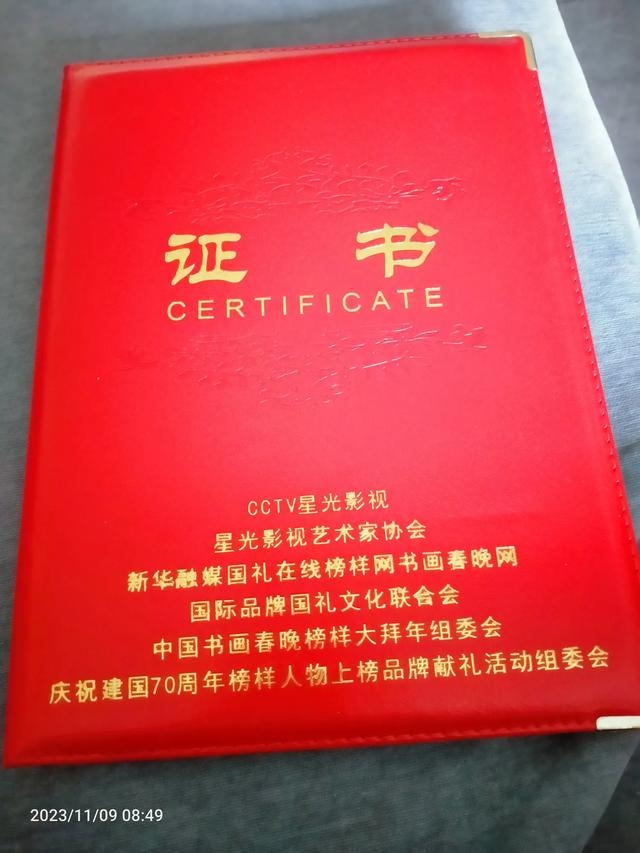 证 书
CERTIFICATE
CCTV星光影视
星光影视艺术家协会
新华融媒国礼在线榜样网书画春晚网
国际品牌国礼文化联合会
中国书画春晚榜样大拜年组委会
庆祝建国70周年榜样人物上榜品牌献礼活动组委会
2023/11/09 08:49